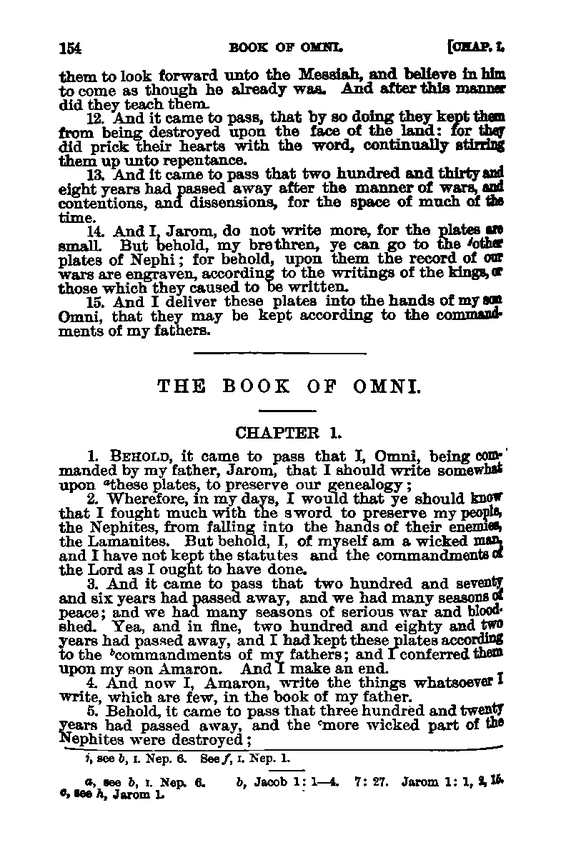 154 BOOK OF OMNI. [CHAP. I.
them to look forward unto the Messiah, and believe in him
to come as though he already was. And after this manner
did they teach them.
12. And it came to pass, that by so doing they kept them
from being destroyed upon the face of the land: for they
did prick their hearts with the word, continually stirring
them up unto repentance.
13. And it came to pass that two hundred and thirty and
eight years had passed away after the manner of wars, and
contentions, and dissensions, for the space of much of the
time.
14. And I, Jarom, do not write more, for the plates are
small. But behold, my brethren, ye can go to the ⁱother
plates of Nephi; for behold, upon them the record of our
wars are engraven, according to the writings of the kings, or
those which they caused to be written.
15. And I deliver these plates into the hands of my son
Omni, that they may be kept according to the command-
ments of my fathers.
THE BOOK OF OMNI.
CHAPTER 1.
1. BEHOLD, it came to pass that I, Omni, being com-
manded by my father, Jarom, that I should write somewhat
upon ᵃthese plates, to preserve our genealogy;
2. Wherefore, in my days, I would that ye should know
that I fought much with the sword to preserve my people,
the Nephites, from falling into the hands of their enemies,
the Lamanites. But behold, I, of myself am a wicked man,
and I have not kept the statutes and the commandments of
the Lord as I ought to have done.
3. And it came to pass that two hundred and seventy
and six years had passed away, and we had many seasons of
peace; and we had many seasons of serious war and blood-
shed. Yea, and in fine, two hundred and eighty and two
years had passed away, and I had kept these plates according
to the ᵇcommandments of my fathers; and I conferred them
upon my son Amaron. And I make an end.
4. And now I, Amaron, write the things whatsoever I
write, which are few, in the book of my father.
5. Behold, it came to pass that three hundred and twenty
years had passed away, and the ᶜmore wicked part of the
Nephites were destroyed;
i, see b, I. Nep. 6. See f, I. Nep. 1.
a, see b, I. Nep. 6. b, Jacob 1: 1—4. 7: 27. Jarom 1: 1, 2, 15.
c, see h, Jarom 1.